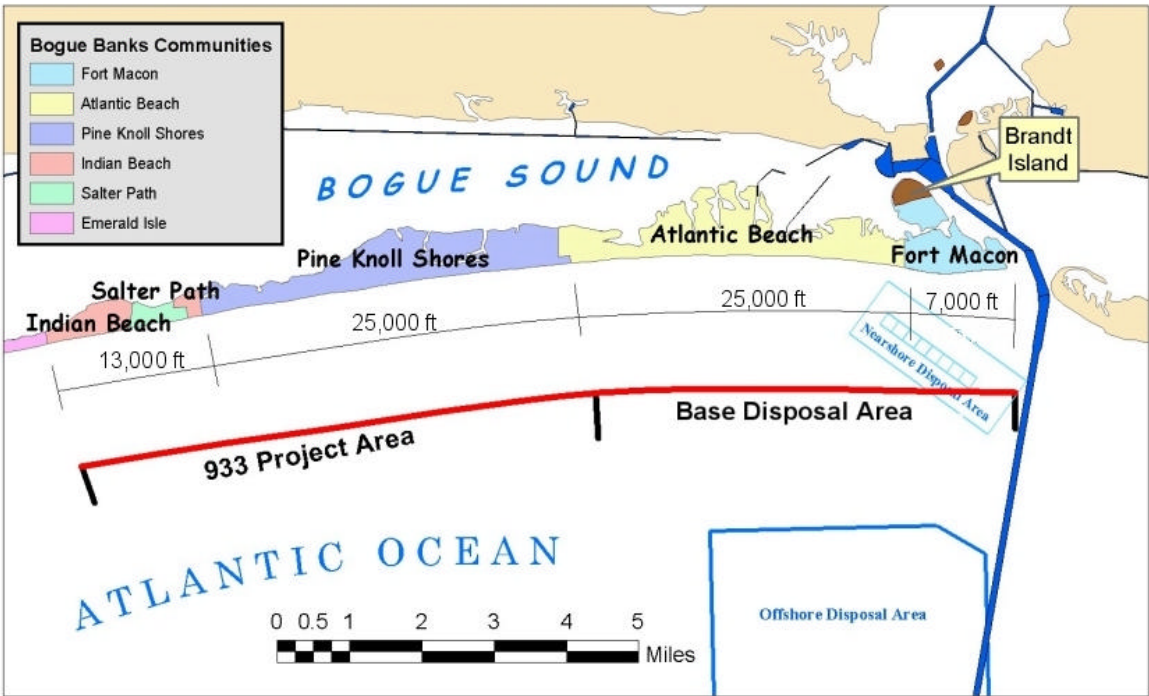 Bogue Banks Communities
Fort Macon
Atlantic Beach
Pine Knoll Shores
Indian Beach
Salter Path
Emerald Isle
Brandt
Island
BOGUE SOUND
Atlantic Beach
Pine Knoll Shores
Fort Macon
Salter Path
Indian Beach
25,000 ft
7,000 ft
25,000 ft
13,000 ft
Nearshore Disposal Area
Base Disposal Area
933 Project Area
ATLANTIC OCEAN
Offshore Disposal Area
0 0.5 1 2 3 4 5
Miles